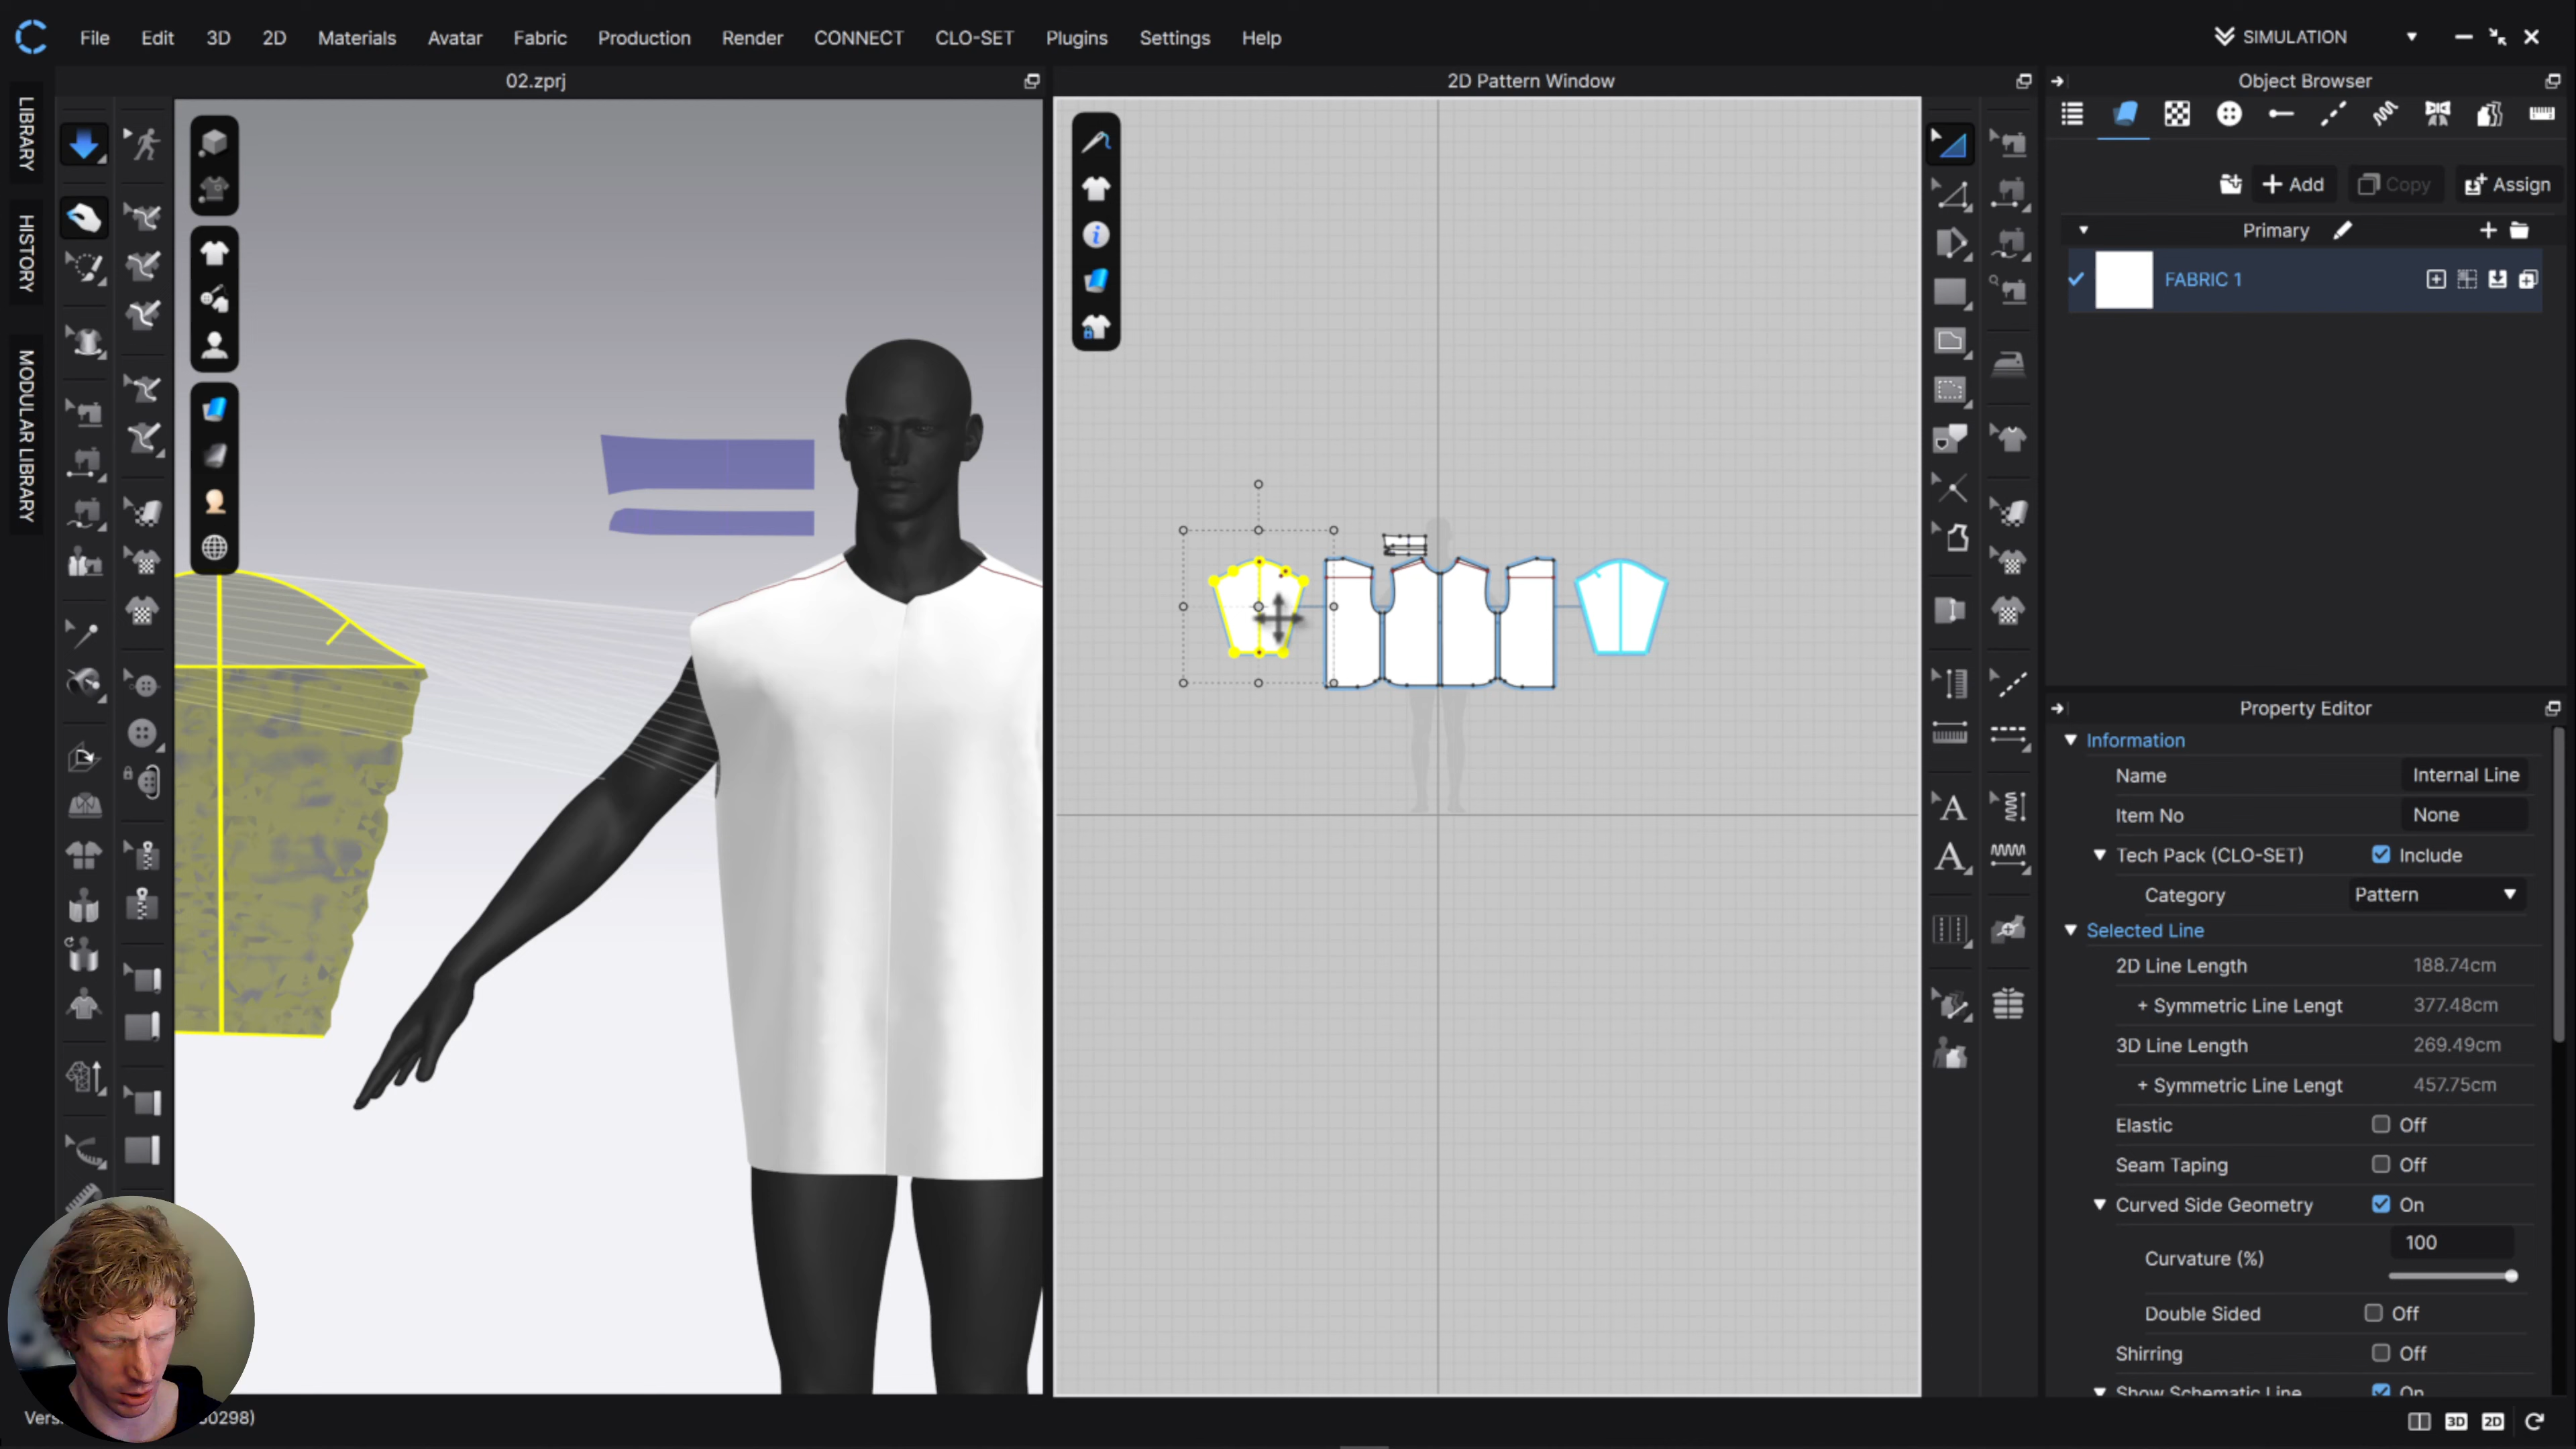 File Edit 3D 2D Materials Avatar Fabric Production Render CONNECT CLO-SET Plugins Settings Help
SIMULATION
02.zprj
2D Pattern Window
Object Browser
LIBRARY
HISTORY
MODULAR LIBRARY
Add
Copy
Assign
Primary
FABRIC 1
Property Editor
Information
Name Internal Line
Item No None
Tech Pack (CLO-SET) Include
Category Pattern
Selected Line
2D Line Length 188.74cm
+ Symmetric Line Lengt 377.48cm
3D Line Length 269.49cm
+ Symmetric Line Lengt 457.75cm
Elastic Off
Seam Taping Off
Curved Side Geometry On
Curvature (%) 100
Double Sided Off
Shirring Off
Show Schematic Line On
A
A
3D 2D